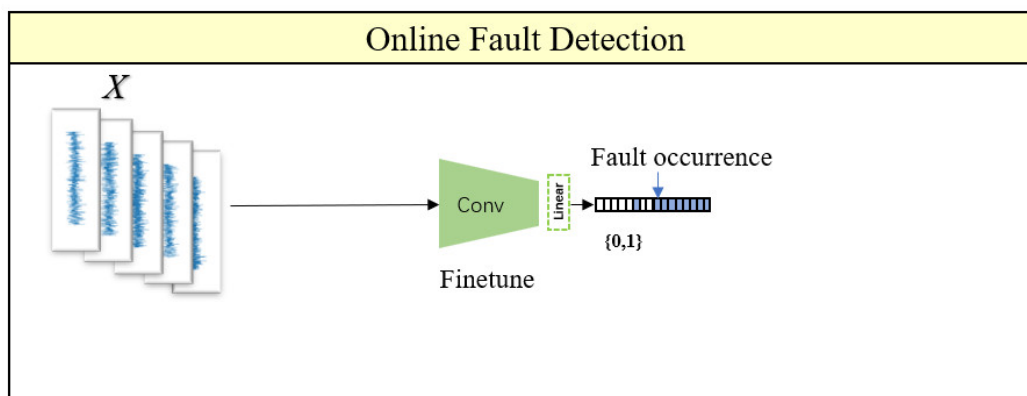 Online Fault Detection
X
Fault occurrence
Conv
Linear
{0,1}
Finetune